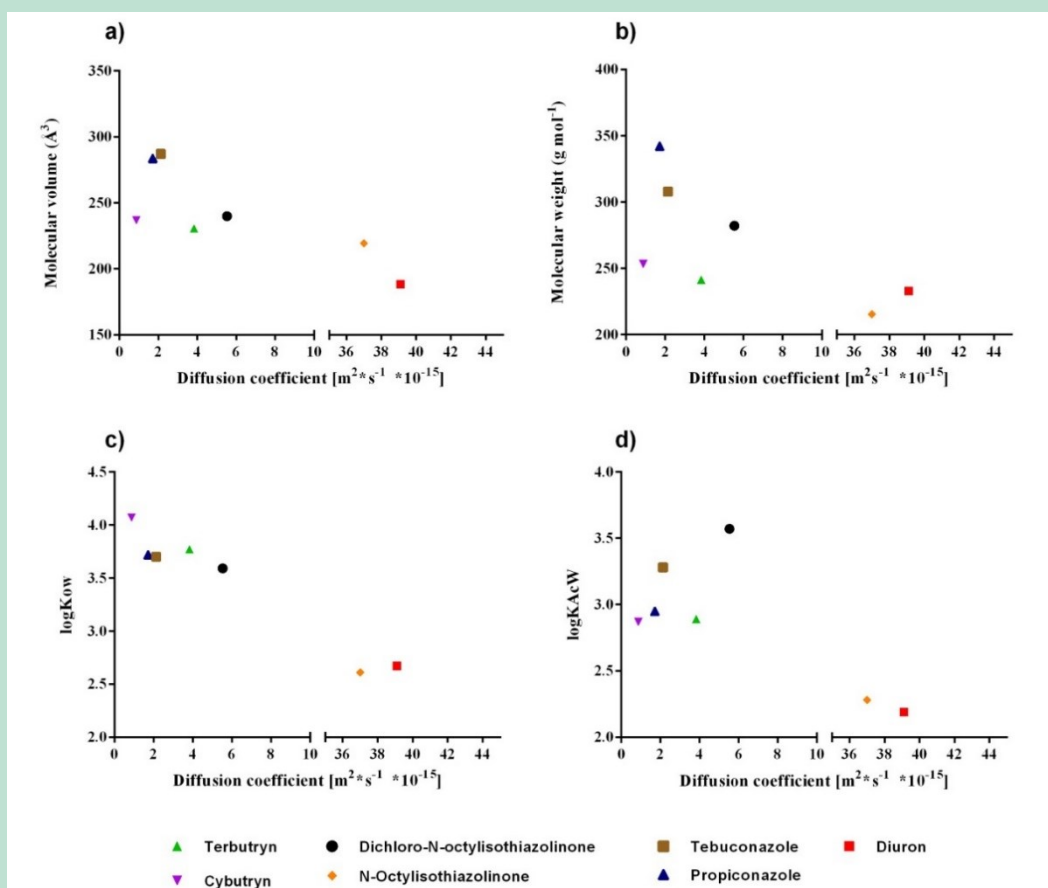 a)
Molecular volume (Å³)
350
300
250
200
150
0 2 4 6 8 10 36 38 40 42 44
Diffusion coefficient [m²*s⁻¹ *10⁻¹⁵]
b)
Molecular weight (g mol⁻¹)
400
350
300
250
200
0 2 4 6 8 10 36 38 40 42 44
Diffusion coefficient [m²s⁻¹ *10⁻¹⁵]
c)
logKow
4.5
4.0
3.5
3.0
2.5
2.0
0 2 4 6 8 10 36 38 40 42 44
Diffusion coefficient [m²*s⁻¹ *10⁻¹⁵]
d)
logKAcW
4.0
3.5
3.0
2.5
2.0
0 2 4 6 8 10 36 38 40 42 44
Diffusion coefficient [m²*s⁻¹ *10⁻¹⁵]
Terbutryn Dichloro-N-octylisothiazolinone Tebuconazole Diuron
Cybutryn N-Octylisothiazolinone Propiconazole